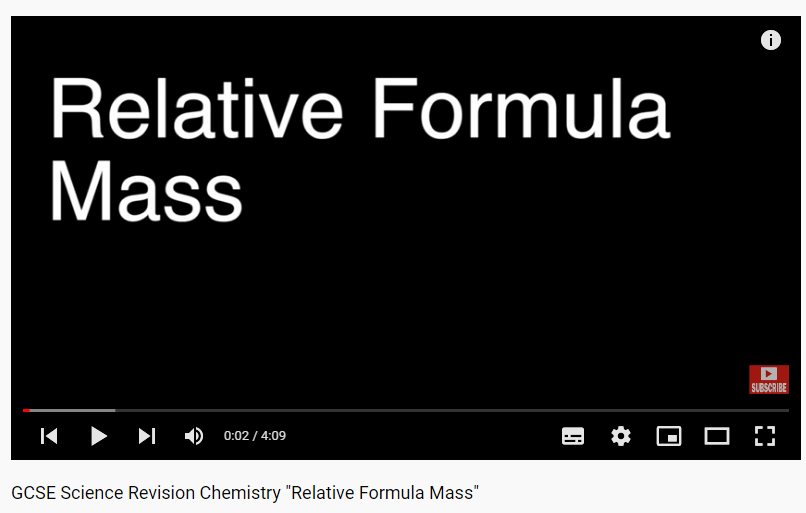 Relative Formula
Mass
SUBSCRIBE
0:02 / 4:09
GCSE Science Revision Chemistry "Relative Formula Mass"